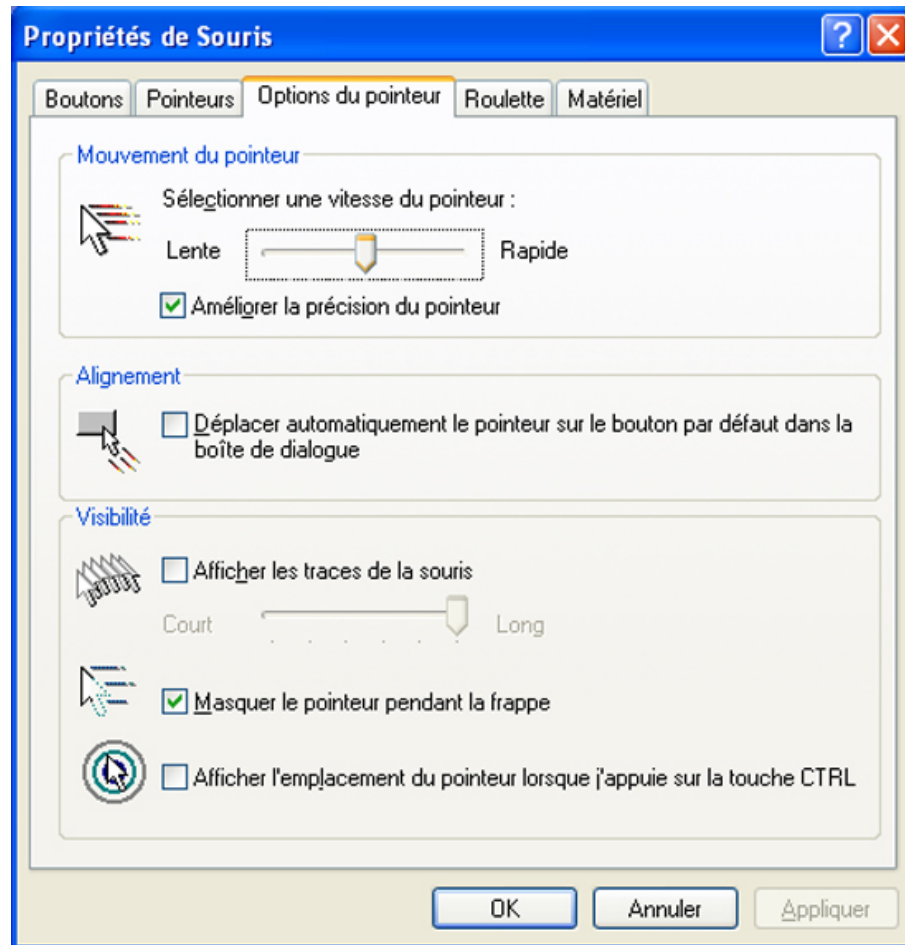 Propriétés de Souris
Boutons
Pointeurs
Options du pointeur
Roulette
Matériel
Mouvement du pointeur
Sélectionner une vitesse du pointeur :
Lente
Rapide
Améliorer la précision du pointeur
Alignement
Déplacer automatiquement le pointeur sur le bouton par défaut dans la
boîte de dialogue
Visibilité
Afficher les traces de la souris
Court
Long
Masquer le pointeur pendant la frappe
Afficher l'emplacement du pointeur lorsque j'appuie sur la touche CTRL
OK
Annuler
Appliquer